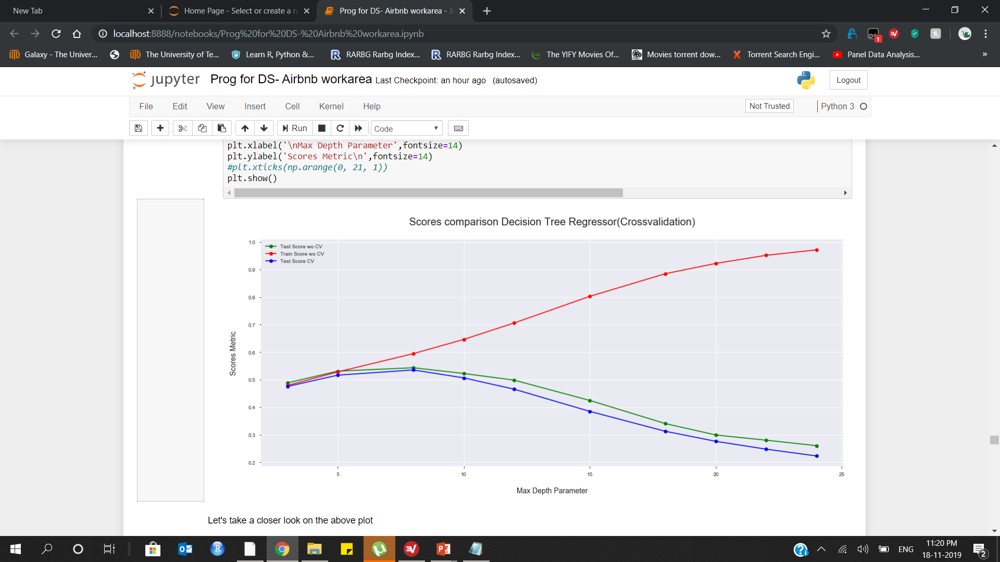 New Tab
Home Page - Select or create a n
Prog for DS- Airbnb workarea - J
localhost:8888/notebooks/Prog%20for%20DS-%20Airbnb%20workarea.ipynb
1
Galaxy - The Univer...
The University of Te...
Learn R, Python &...
RARBG Rarbg Index...
RARBG Rarbg Index...
The YIFY Movies Of...
Movies torrent dow...
Torrent Search Engi...
Panel Data Analysis...
»
jupyter
Prog for DS- Airbnb workarea Last Checkpoint: an hour ago (autosaved)
Logout
File Edit View Insert Cell Kernel Help
Not Trusted
Python 3
Run
Code
plt.xlabel('\nMax Depth Parameter',fontsize=14)
plt.ylabel('Scores Metric\n',fontsize=14)
#plt.xticks(np.arange(0, 21, 1))
plt.show()
Scores comparison Decision Tree Regressor(Crossvalidation)
Test Score wo CV
Train Score wo CV
Test Score CV
1.0
0.9
0.8
0.7
0.6
0.5
0.4
0.3
0.2
Scores Metric
5 10 15 20 25
Max Depth Parameter
Let's take a closer look on the above plot
ENG
11:20 PM
18-11-2019
2